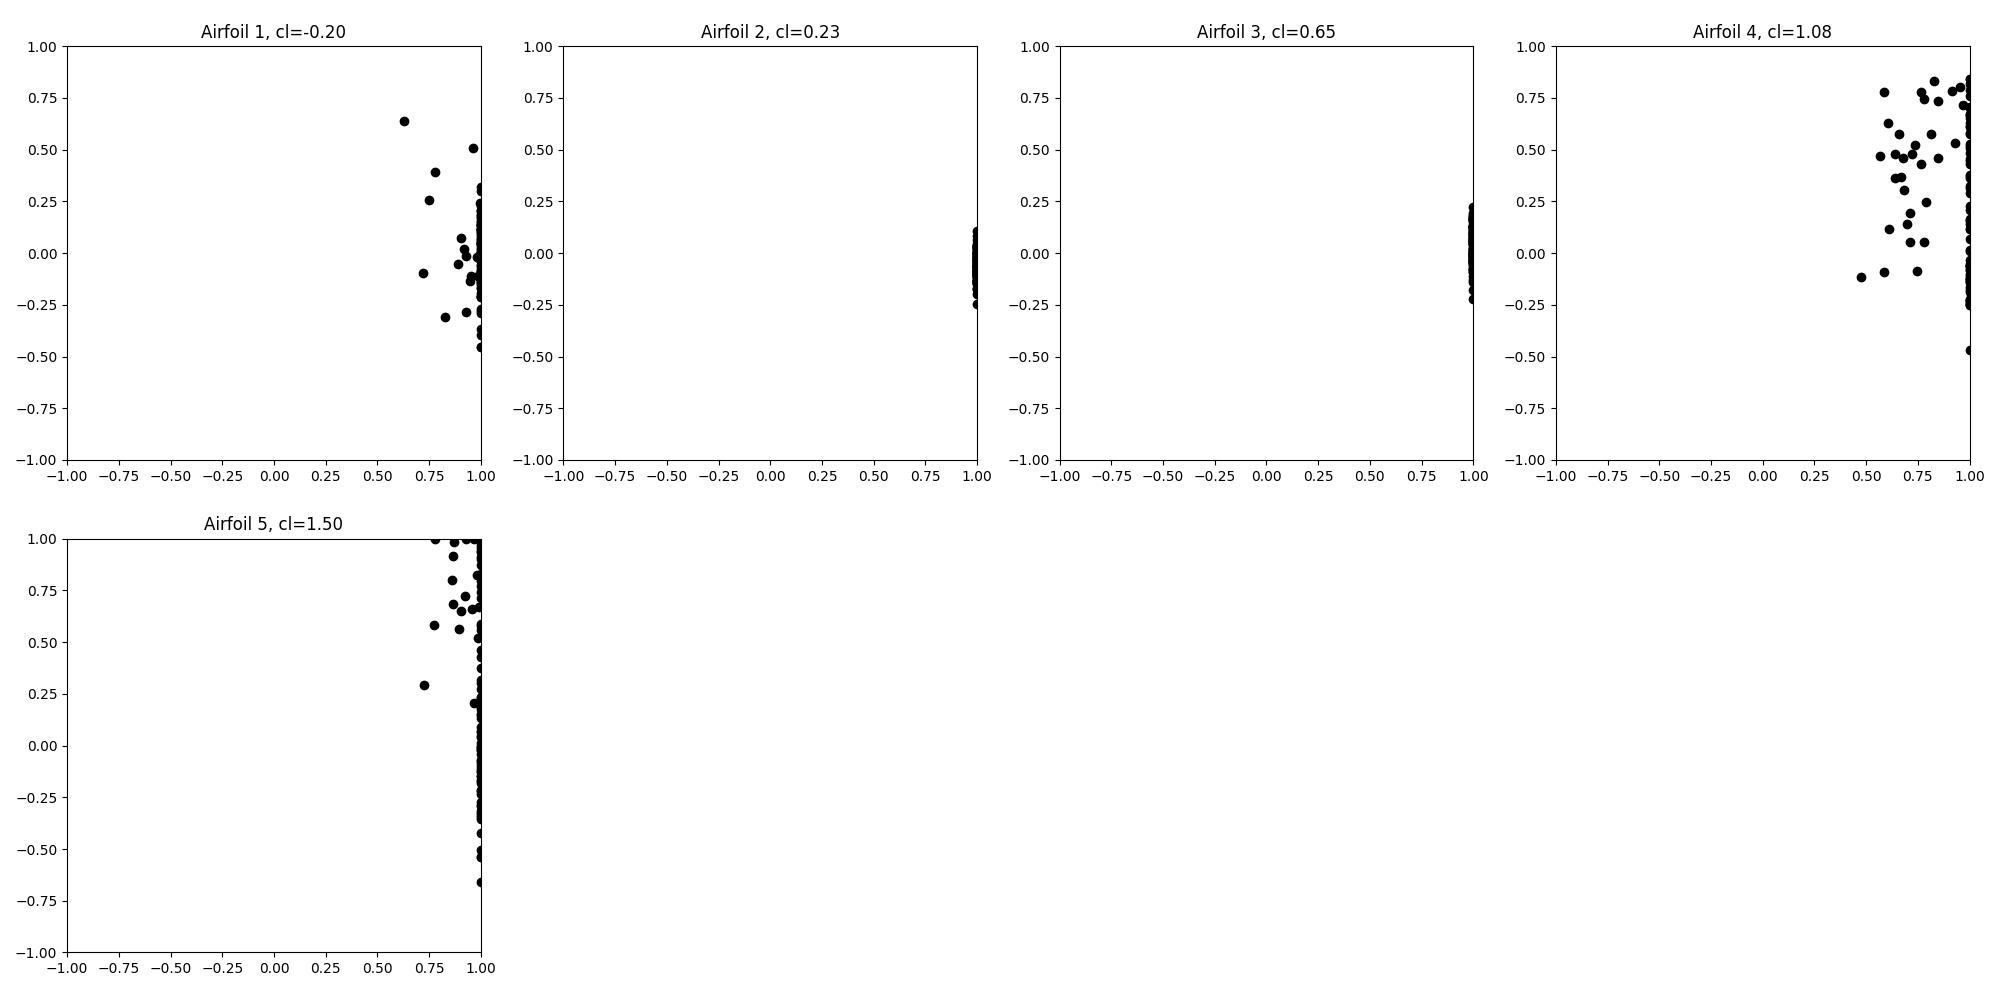 Airfoil 1, cl=-0.20
Airfoil 2, cl=0.23
Airfoil 3, cl=0.65
Airfoil 4, cl=1.08
1.00 1.00 1.00 1.00
0.75 0.75 0.75 0.75
0.50 0.50 0.50 0.50
0.25 0.25 0.25 0.25
0.00 0.00 0.00 0.00
−0.25 −0.25 −0.25 −0.25
−0.50 −0.50 −0.50 −0.50
−0.75 −0.75 −0.75 −0.75
−1.00 −1.00 −1.00 −1.00
−1.00 −0.75 −0.50 −0.25 0.00 0.25 0.50 0.75 1.00
−1.00 −0.75 −0.50 −0.25 0.00 0.25 0.50 0.75 1.00
−1.00 −0.75 −0.50 −0.25 0.00 0.25 0.50 0.75 1.00
−1.00 −0.75 −0.50 −0.25 0.00 0.25 0.50 0.75 1.00
Airfoil 5, cl=1.50
1.00
0.75
0.50
0.25
0.00
−0.25
−0.50
−0.75
−1.00
−1.00 −0.75 −0.50 −0.25 0.00 0.25 0.50 0.75 1.00